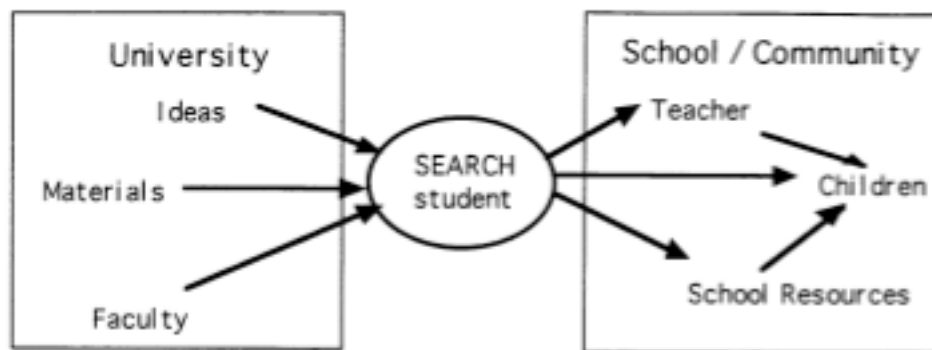 University
Ideas
Materials
Faculty
SEARCH
student
School / Community
Teacher
Children
School Resources